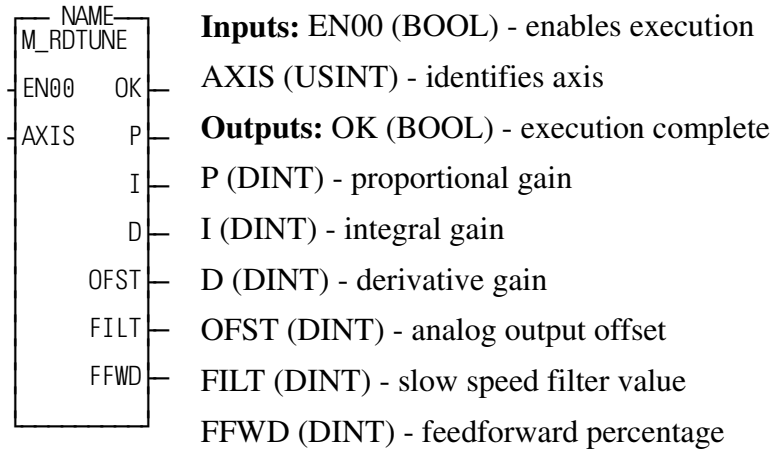 NAME
M_RDTUNE
EN00 OK
AXIS P
I
D
OFST
FILT
FFWD
Inputs: EN00 (BOOL) - enables execution
AXIS (USINT) - identifies axis
Outputs: OK (BOOL) - execution complete
P (DINT) - proportional gain
I (DINT) - integral gain
D (DINT) - derivative gain
OFST (DINT) - analog output offset
FILT (DINT) - slow speed filter value
FFWD (DINT) - feedforward percentage